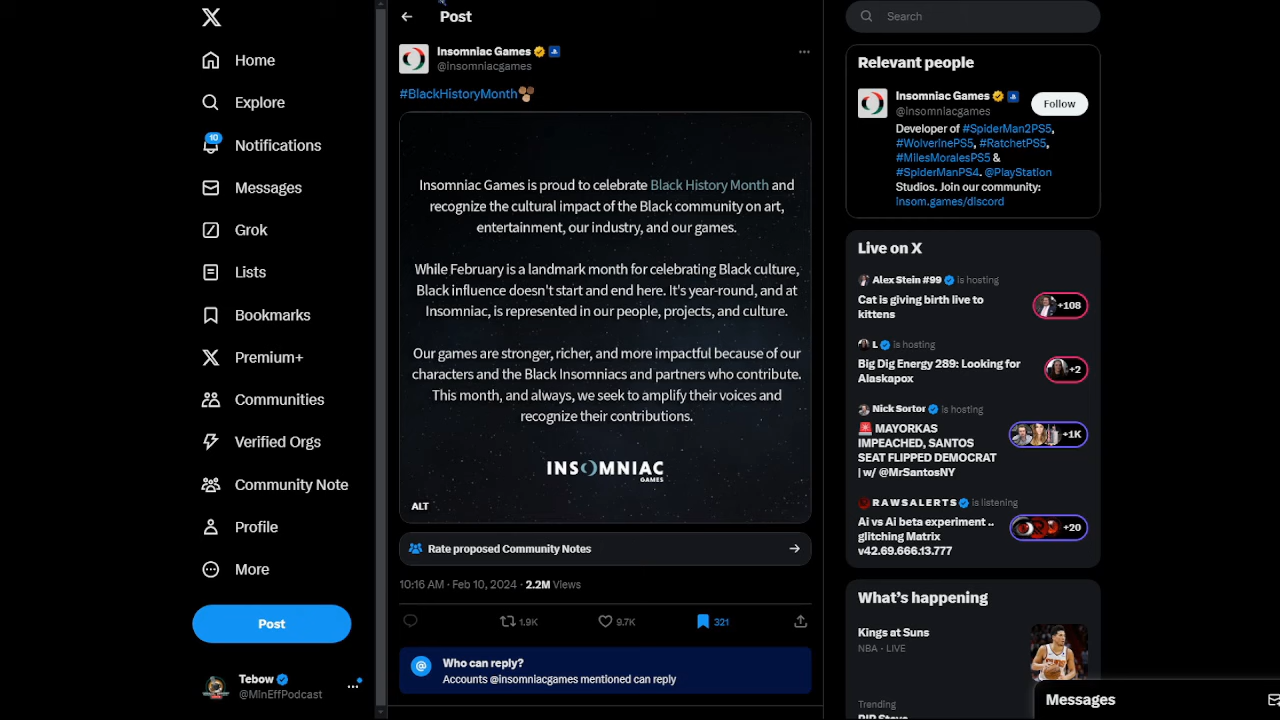 Home
Explore
10
Notifications
Messages
Grok
Lists
Bookmarks
Premium+
Communities
Verified Orgs
Community Note
Profile
More
Post
Tebow
@MinEffPodcast
Post
Insomniac Games
@insomniacgames
#BlackHistoryMonth
Insomniac Games is proud to celebrate Black History Month and
recognize the cultural impact of the Black community on art,
entertainment, our industry, and our games.
While February is a landmark month for celebrating Black culture,
Black influence doesn't start and end here. It's year-round, and at
Insomniac, is represented in our people, projects, and culture.
Our games are stronger, richer, and more impactful because of our
characters and the Black Insomniacs and partners who contribute.
This month, and always, we seek to amplify their voices and
recognize their contributions.
INSOMNIAC
GAMES
ALT
Rate proposed Community Notes
10:16 AM · Feb 10, 2024 · 2.2M Views
1.9K 9.7K 321
Who can reply?
Accounts @insomniacgames mentioned can reply
Search
Relevant people
Insomniac Games
@insomniacgames
Follow
Developer of #SpiderMan2PS5,
#WolverinePS5, #RatchetPS5,
#MilesMoralesPS5 &
#SpiderManPS4. @PlayStation
Studios. Join our community:
insom.games/discord
Live on X
Alex Stein #99 is hosting
Cat is giving birth live to
kittens
+108
L is hosting
Big Dig Energy 289: Looking for
Alaskapox
+2
Nick Sortor is hosting
MAYORKAS
IMPEACHED, SANTOS
SEAT FLIPPED DEMOCRAT
| w/ @MrSantosNY
+1K
R A W S A L E R T S is listening
Ai vs Ai beta experiment ..
glitching Matrix
v42.69.666.13.777
+20
What's happening
Kings at Suns
NBA · LIVE
Trending
Messages